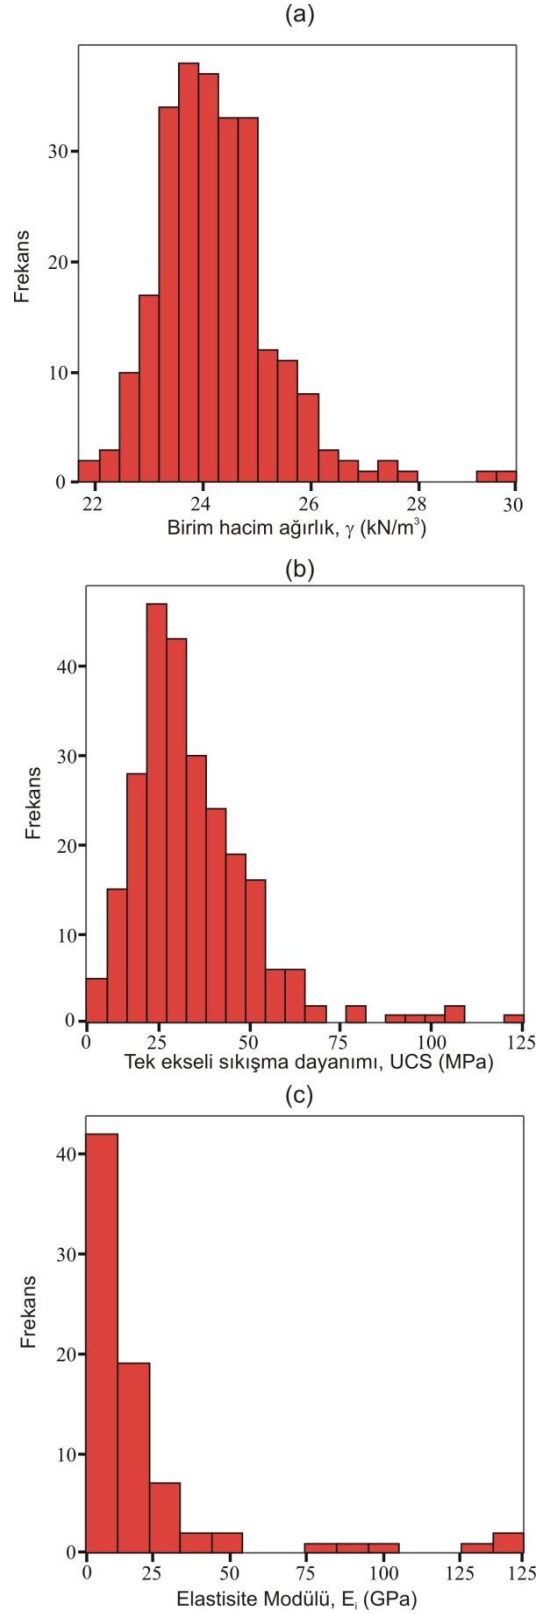 (a)
30
20
10
0
Frekans
22 24 26 28 30
Birim hacim ağırlık, γ (kN/m³)
(b)
40
30
20
10
0
Frekans
0 25 50 75 100 125
Tek ekseli sıkışma dayanımı, UCS (MPa)
(c)
40
30
20
10
0
Frekans
0 25 50 75 100 125 125
Elastisite Modülü, Eᵢ (GPa)